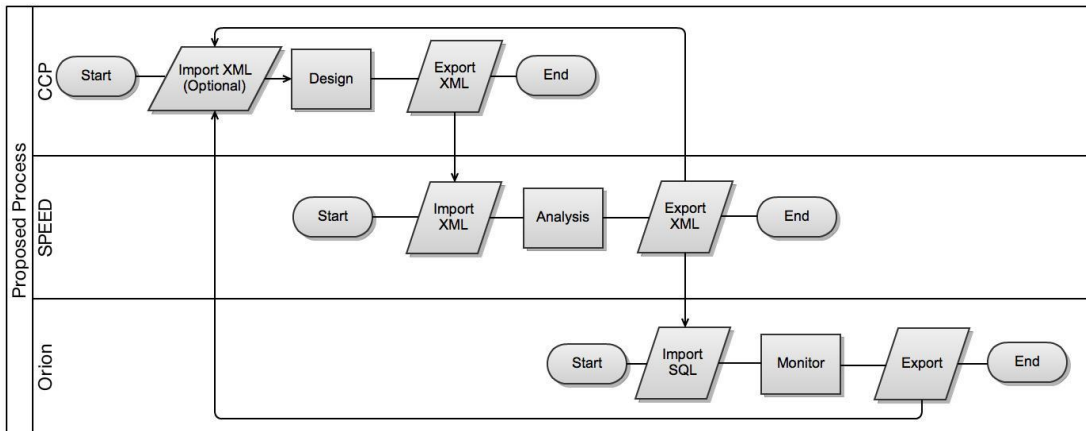 Proposed Process
CCP
Start
Import XML
(Optional)
Design
Export
XML
End
SPEED
Start
Import
XML
Analysis
Export
XML
End
Orion
Start
Import
SQL
Monitor
Export
End